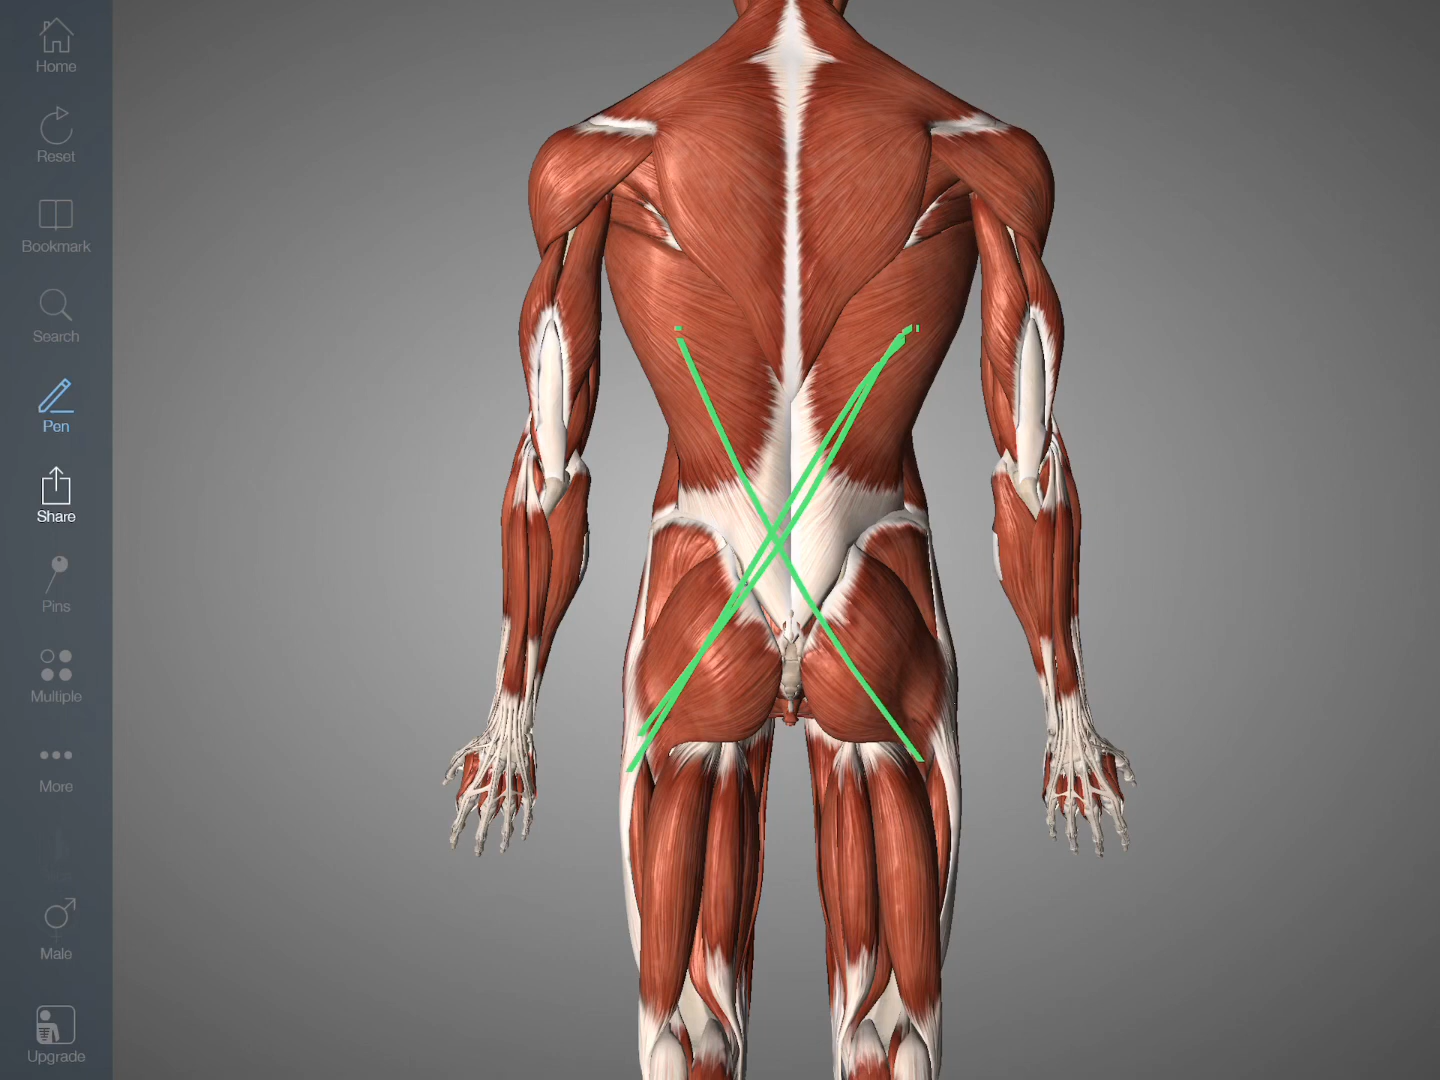 Home
Reset
Bookmark
Search
Pen
Share
Pins
Multiple
More
Male
Upgrade